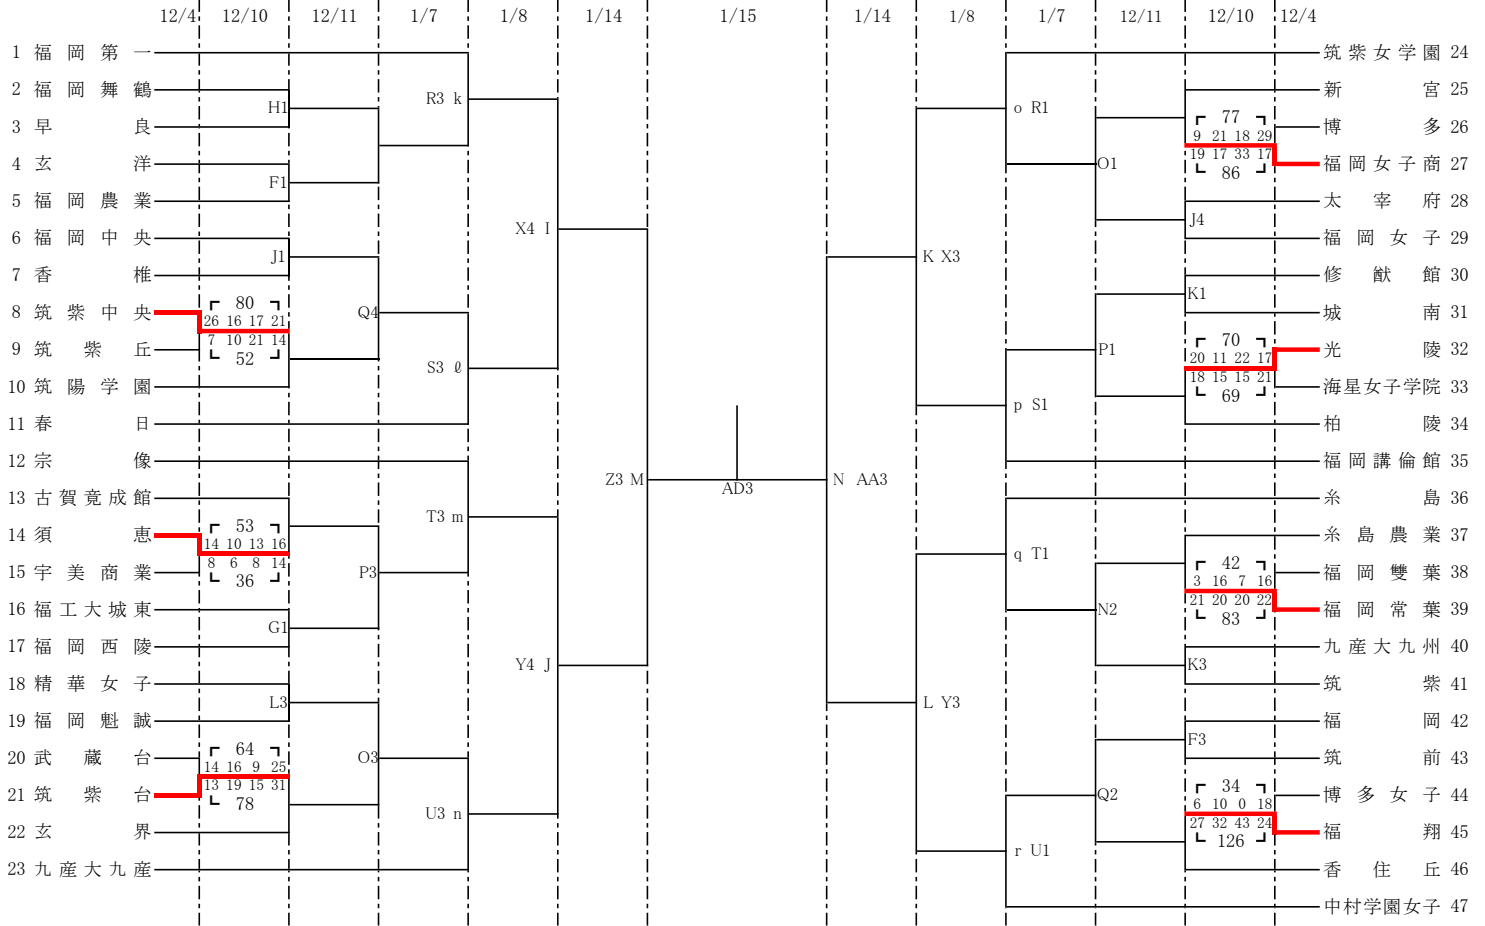 12/4 12/10 12/11 1/7 1/8 1/14 1/15 1/14 1/8 1/7 12/11 12/10 12/4
1 福岡第一
2 福岡舞鶴
3 早良
4 玄洋
5 福岡農業
6 福岡中央
7 香椎
8 筑紫中央
9 筑紫丘
10 筑陽学園
11 春日
12 宗像
13 古賀竟成館
14 須恵
15 宇美商業
16 福工大城東
17 福岡西陵
18 精華女子
19 福岡魁誠
20 武蔵台
21 筑紫台
22 玄界
23 九産大九産
H1
F1
J1
80
26 16 17 21
7 10 21 14
52
53
14 10 13 16
8 6 8 14
36
G1
L3
64
14 16 9 25
13 19 15 31
78
Q4
P3
O3
R3 k
S3 ℓ
T3 m
U3 n
X4 I
Y4 J
Z3 M
AD3
N AA3
K X3
L Y3
o R1
p S1
q T1
r U1
O1
P1
N2
Q2
77
9 21 18 29
19 17 33 17
86
J4
K1
70
20 11 22 17
18 15 15 21
69
42
3 16 7 16
21 20 20 22
83
K3
F3
34
6 10 0 18
27 32 43 24
126
筑紫女学園 24
新宮 25
博多 26
福岡女子商 27
太宰府 28
福岡女子 29
修猷館 30
城南 31
光陵 32
海星女子学院 33
柏陵 34
福岡講倫館 35
糸島 36
糸島農業 37
福岡雙葉 38
福岡常葉 39
九産大九州 40
筑紫 41
福岡 42
筑前 43
博多女子 44
福翔 45
香住丘 46
中村学園女子 47